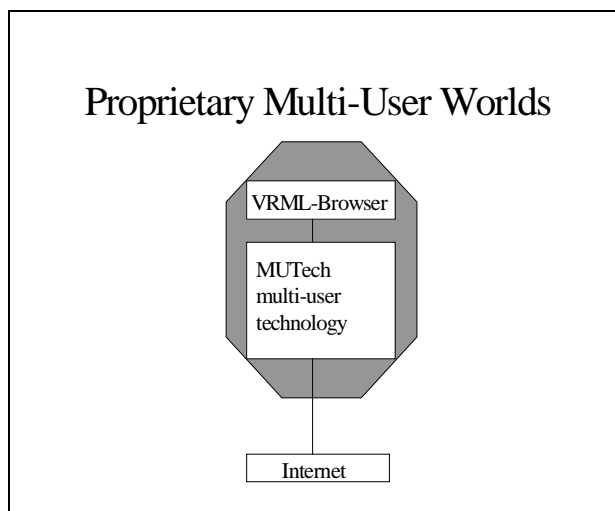 Proprietary Multi-User Worlds
VRML-Browser
MUTech
multi-user
technology
Internet